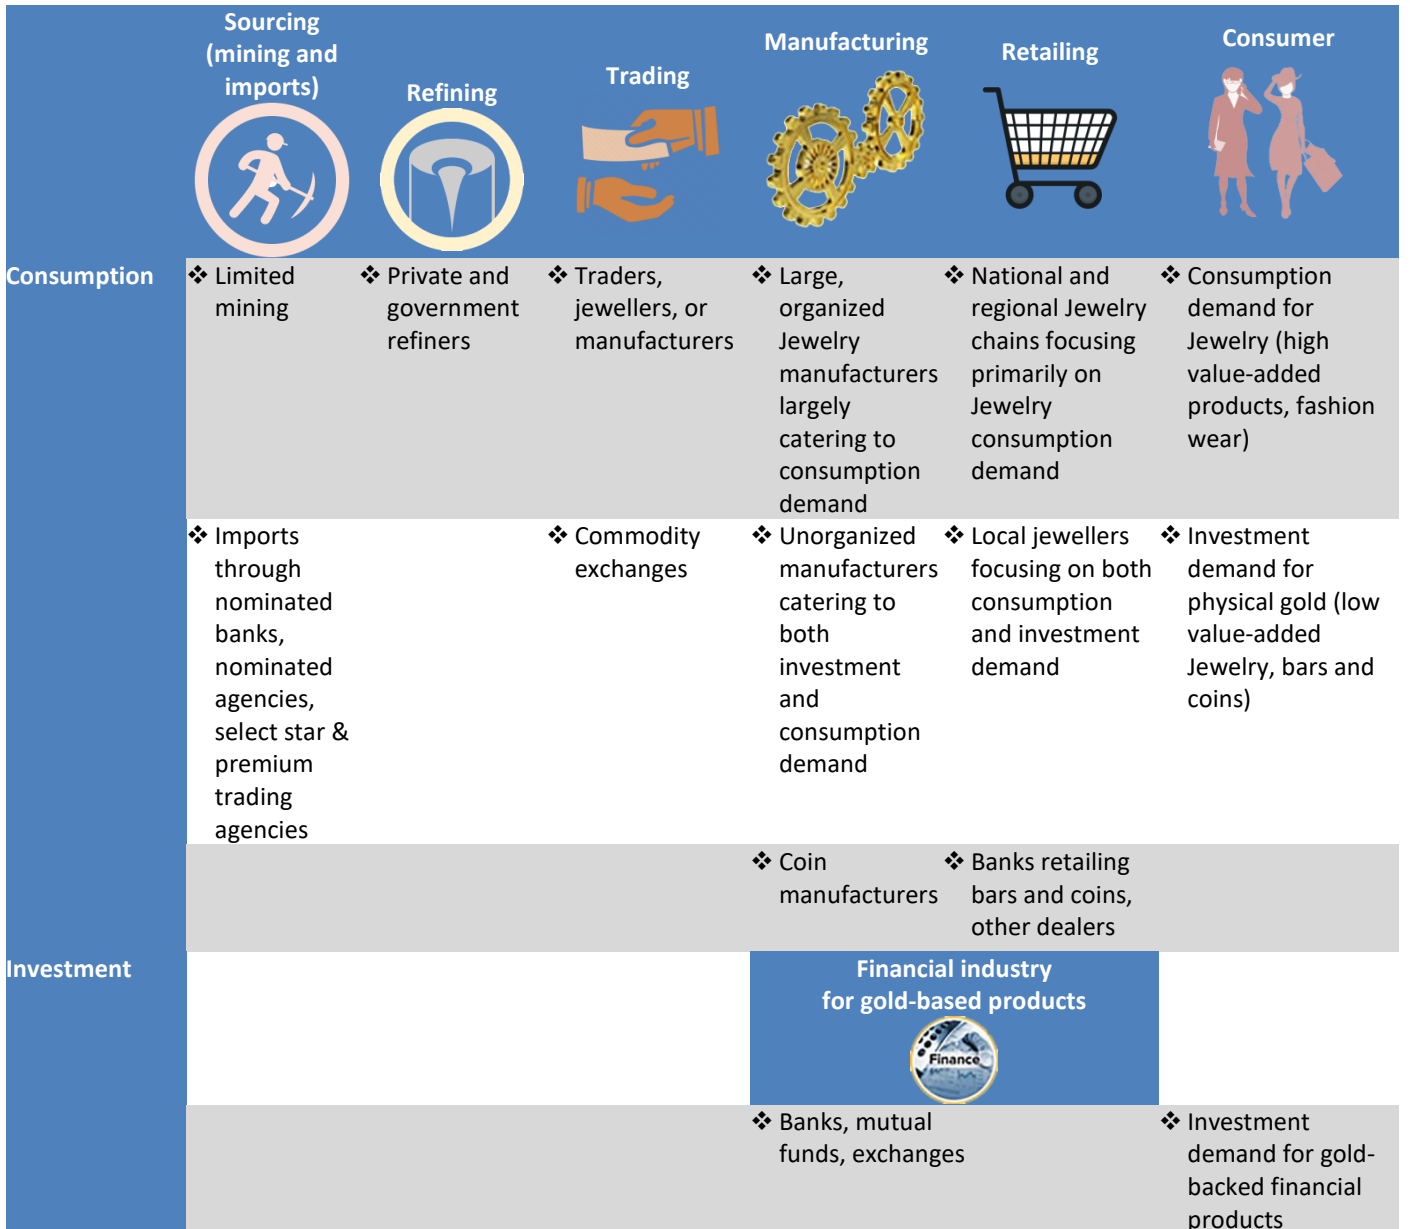 Sourcing
(mining and
imports)
Refining
Trading
Manufacturing
Retailing
Consumer
Consumption
❖ Limited
mining
❖ Private and
government
refiners
❖ Traders,
jewellers, or
manufacturers
❖ Large,
organized
Jewelry
manufacturers
largely
catering to
consumption
demand
❖ National and
regional Jewelry
chains focusing
primarily on
Jewelry
consumption
demand
❖ Consumption
demand for
Jewelry (high
value-added
products, fashion
wear)
❖ Imports
through
nominated
banks,
nominated
agencies,
select star &
premium
trading
agencies
❖ Commodity
exchanges
❖ Unorganized
manufacturers
catering to
both
investment
and
consumption
demand
❖ Local jewellers
focusing on both
consumption
and investment
demand
❖ Investment
demand for
physical gold (low
value-added
Jewelry, bars and
coins)
❖ Coin
manufacturers
❖ Banks retailing
bars and coins,
other dealers
Investment
Financial industry
for gold-based products
Finance
❖ Banks, mutual
funds, exchanges
❖ Investment
demand for gold-
backed financial
products